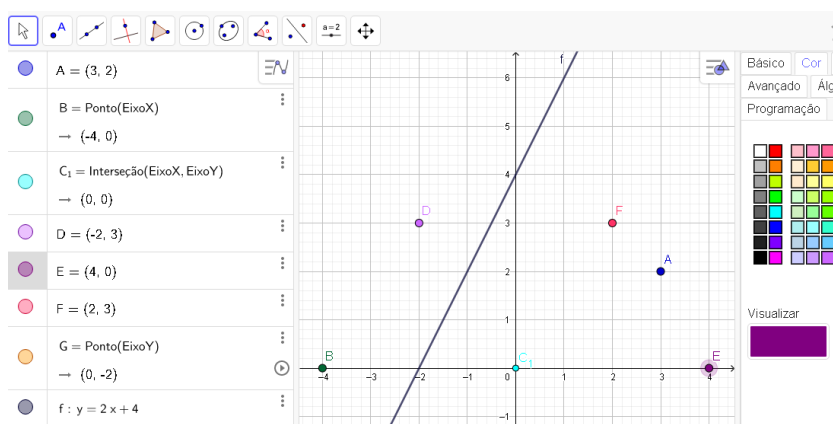 A
a=2
A = (3, 2)
B = Ponto(EixoX)
→ (-4, 0)
C₁ = Interseção(EixoX, EixoY)
→ (0, 0)
D = (-2, 3)
E = (4, 0)
F = (2, 3)
G = Ponto(EixoY)
→ (0, -2)
f : y = 2 x + 4
f
6
5
4
D
3
F
A
2
1
B
C₁
E
-4 -3 -2 -1 0 1 2 3 4
-1
Básico Cor
Avançado Álg
Programação
Visualizar